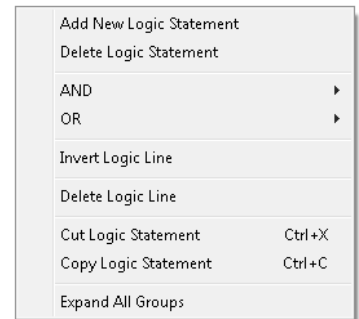 Add New Logic Statement
Delete Logic Statement
AND
OR
Invert Logic Line
Delete Logic Line
Cut Logic Statement Ctrl+X
Copy Logic Statement Ctrl+C
Expand All Groups